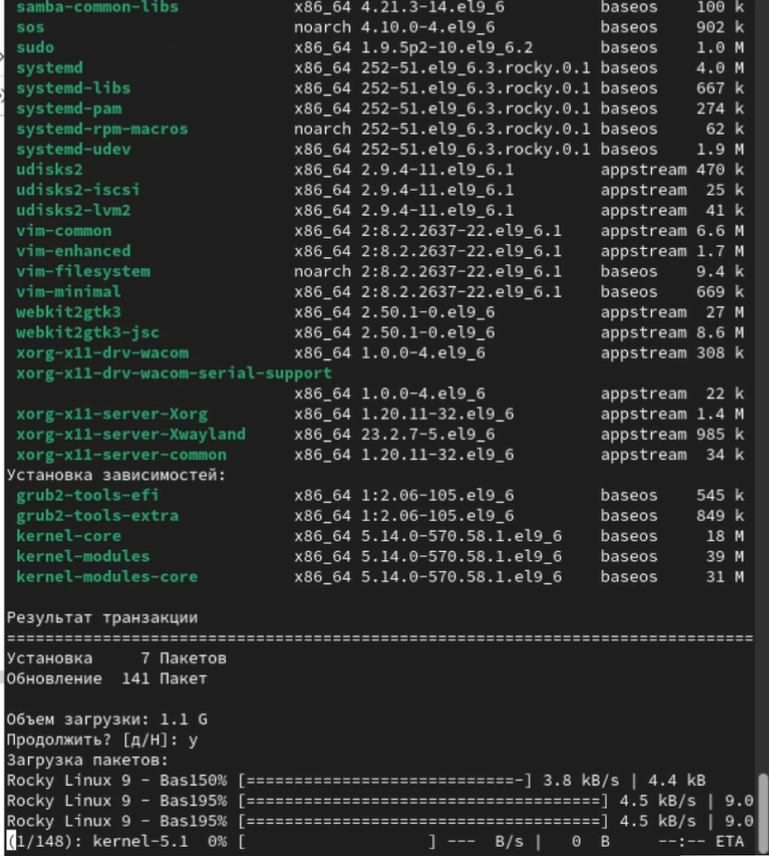 samba-common-libs x86_64 4.21.3-14.el9_6 baseos 100 k
sos noarch 4.10.0-4.el9_6 baseos 902 k
sudo x86_64 1.9.5p2-10.el9_6.2 baseos 1.0 M
systemd x86_64 252-51.el9_6.3.rocky.0.1 baseos 4.0 M
systemd-libs x86_64 252-51.el9_6.3.rocky.0.1 baseos 667 k
systemd-pam x86_64 252-51.el9_6.3.rocky.0.1 baseos 274 k
systemd-rpm-macros noarch 252-51.el9_6.3.rocky.0.1 baseos 62 k
systemd-udev x86_64 252-51.el9_6.3.rocky.0.1 baseos 1.9 M
udisks2 x86_64 2.9.4-11.el9_6.1 appstream 470 k
udisks2-iscsi x86_64 2.9.4-11.el9_6.1 appstream 25 k
udisks2-lvm2 x86_64 2.9.4-11.el9_6.1 appstream 41 k
vim-common x86_64 2:8.2.2637-22.el9_6.1 appstream 6.6 M
vim-enhanced x86_64 2:8.2.2637-22.el9_6.1 appstream 1.7 M
vim-filesystem noarch 2:8.2.2637-22.el9_6.1 baseos 9.4 k
vim-minimal x86_64 2:8.2.2637-22.el9_6.1 baseos 669 k
webkit2gtk3 x86_64 2.50.1-0.el9_6 appstream 27 M
webkit2gtk3-jsc x86_64 2.50.1-0.el9_6 appstream 8.6 M
xorg-x11-drv-wacom x86_64 1.0.0-4.el9_6 appstream 308 k
xorg-x11-drv-wacom-serial-support
x86_64 1.0.0-4.el9_6 appstream 22 k
xorg-x11-server-Xorg x86_64 1.20.11-32.el9_6 appstream 1.4 M
xorg-x11-server-Xwayland x86_64 23.2.7-5.el9_6 appstream 985 k
xorg-x11-server-common x86_64 1.20.11-32.el9_6 appstream 34 k
Установка зависимостей:
grub2-tools-efi x86_64 1:2.06-105.el9_6 baseos 545 k
grub2-tools-extra x86_64 1:2.06-105.el9_6 baseos 849 k
kernel-core x86_64 5.14.0-570.58.1.el9_6 baseos 18 M
kernel-modules x86_64 5.14.0-570.58.1.el9_6 baseos 39 M
kernel-modules-core x86_64 5.14.0-570.58.1.el9_6 baseos 31 M
Результат транзакции
================================================================================
Установка 7 Пакетов
Обновление 141 Пакет
Объем загрузки: 1.1 G
Продолжить? [д/Н]: y
Загрузка пакетов:
Rocky Linux 9 - Bas150% [============================-] 3.8 kB/s | 4.4 kB
Rocky Linux 9 - Bas195% [=====================================] 4.5 kB/s | 9.0
Rocky Linux 9 - Bas195% [=====================================] 4.5 kB/s | 9.0
(1/148): kernel-5.1 0% [ ] --- B/s | 0 B --:-- ETA